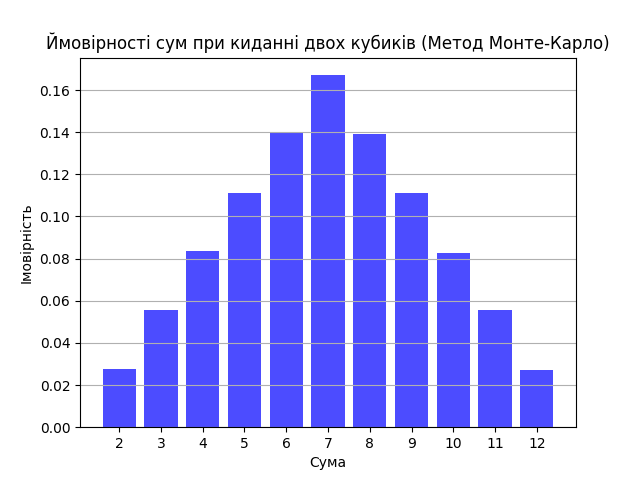 Ймовірності сум при киданні двох кубиків (Метод Монте-Карло)
0.16
0.14
0.12
0.10
0.08
0.06
0.04
0.02
0.00
Імовірність
2 3 4 5 6 7 8 9 10 11 12
Сума